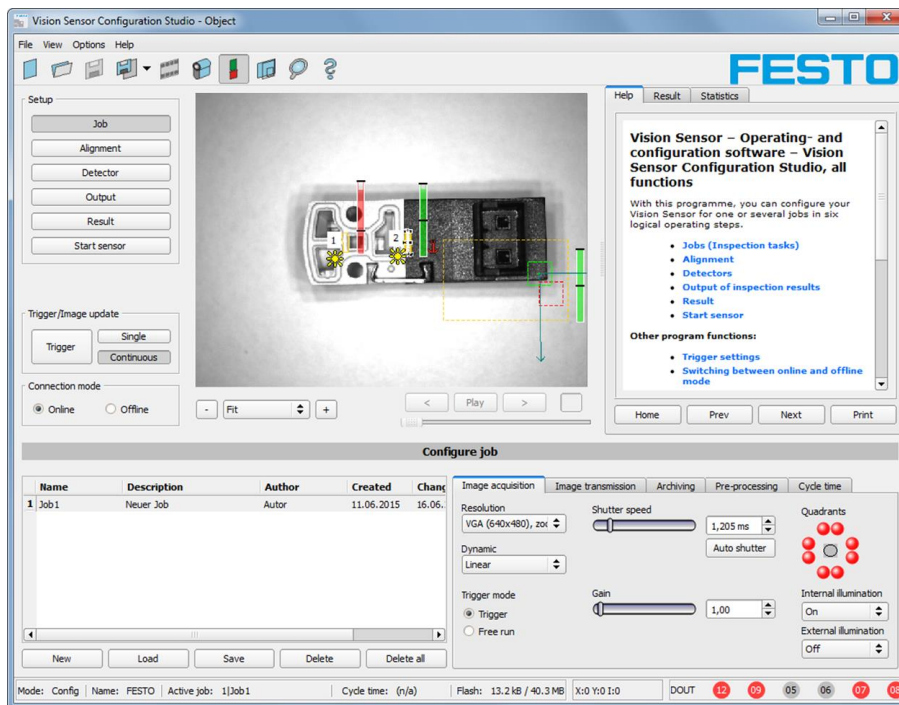 Vision Sensor Configuration Studio - Object
File View Options Help
FESTO
Setup
Job
Alignment
Detector
Output
Result
Start sensor
Trigger/Image update
Trigger
Single
Continuous
Connection mode
Online Offline
1 2
- Fit +
< Play >
Help Result Statistics
Vision Sensor – Operating- and
configuration software – Vision
Sensor Configuration Studio, all
functions
With this programme, you can configure your
Vision Sensor for one or several jobs in six
logical operating steps.
Jobs (Inspection tasks)
Alignment
Detectors
Output of inspection results
Result
Start sensor
Other program functions:
Trigger settings
Switching between online and offline
mode
Home Prev Next Print
Configure job
Name Description Author Created Chang
1 Job1 Neuer Job Autor 11.06.2015 16.06.
New Load Save Delete Delete all
Image acquisition Image transmission Archiving Pre-processing Cycle time
Resolution
VGA (640x480), zoc
Dynamic
Linear
Trigger mode
Trigger
Free run
Shutter speed
1,205 ms
Auto shutter
Gain
1,00
Quadrants
Internal illumination
On
External illumination
Off
Mode: Config Name: FESTO Active job: 1|Job1 Cycle time: (n/a) Flash: 13.2 kB / 40.3 MB X:0 Y:0 I:0 DOUT 12 09 05 06 07 08